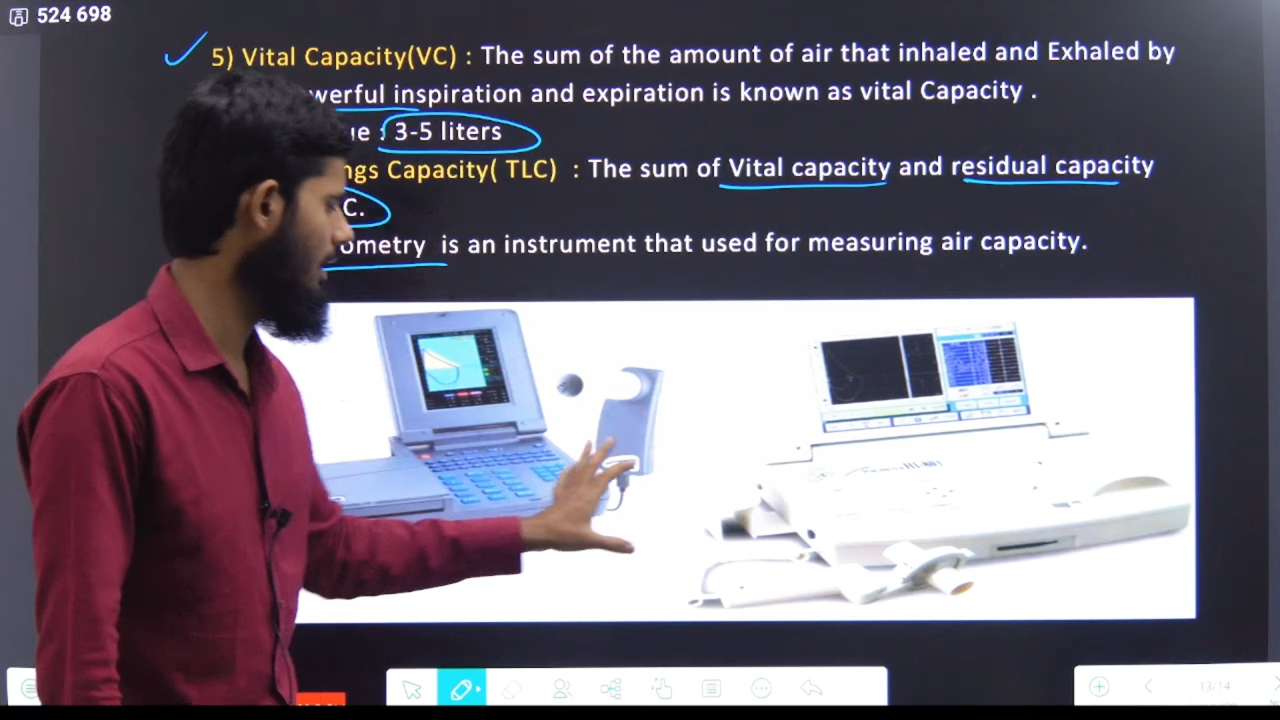 524 698
5) Vital Capacity(VC) : The sum of the amount of air that inhaled and Exhaled by
werful inspiration and expiration is known as vital Capacity .
ue : 3-5 liters
ngs Capacity( TLC) : The sum of Vital capacity and residual capacity
C.
ometry is an instrument that used for measuring air capacity.
13/14